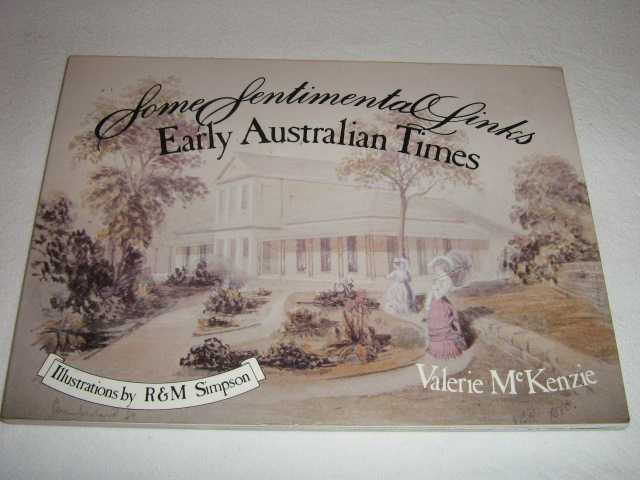 Some Sentimental Links
Early Australian Times
Illustrations by R&M Simpson
Valerie McKenzie